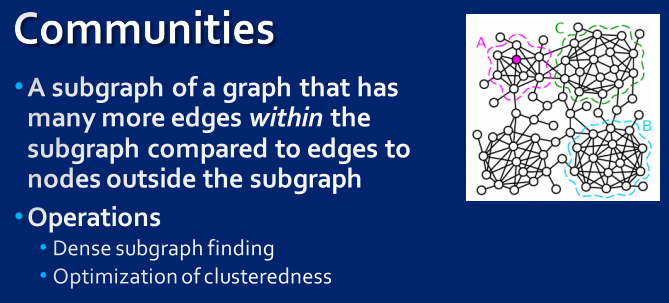 Communities
• A subgraph of a graph that has
many more edges within the
subgraph compared to edges to
nodes outside the subgraph
• Operations
• Dense subgraph finding
• Optimization of clusteredness
A
C
B